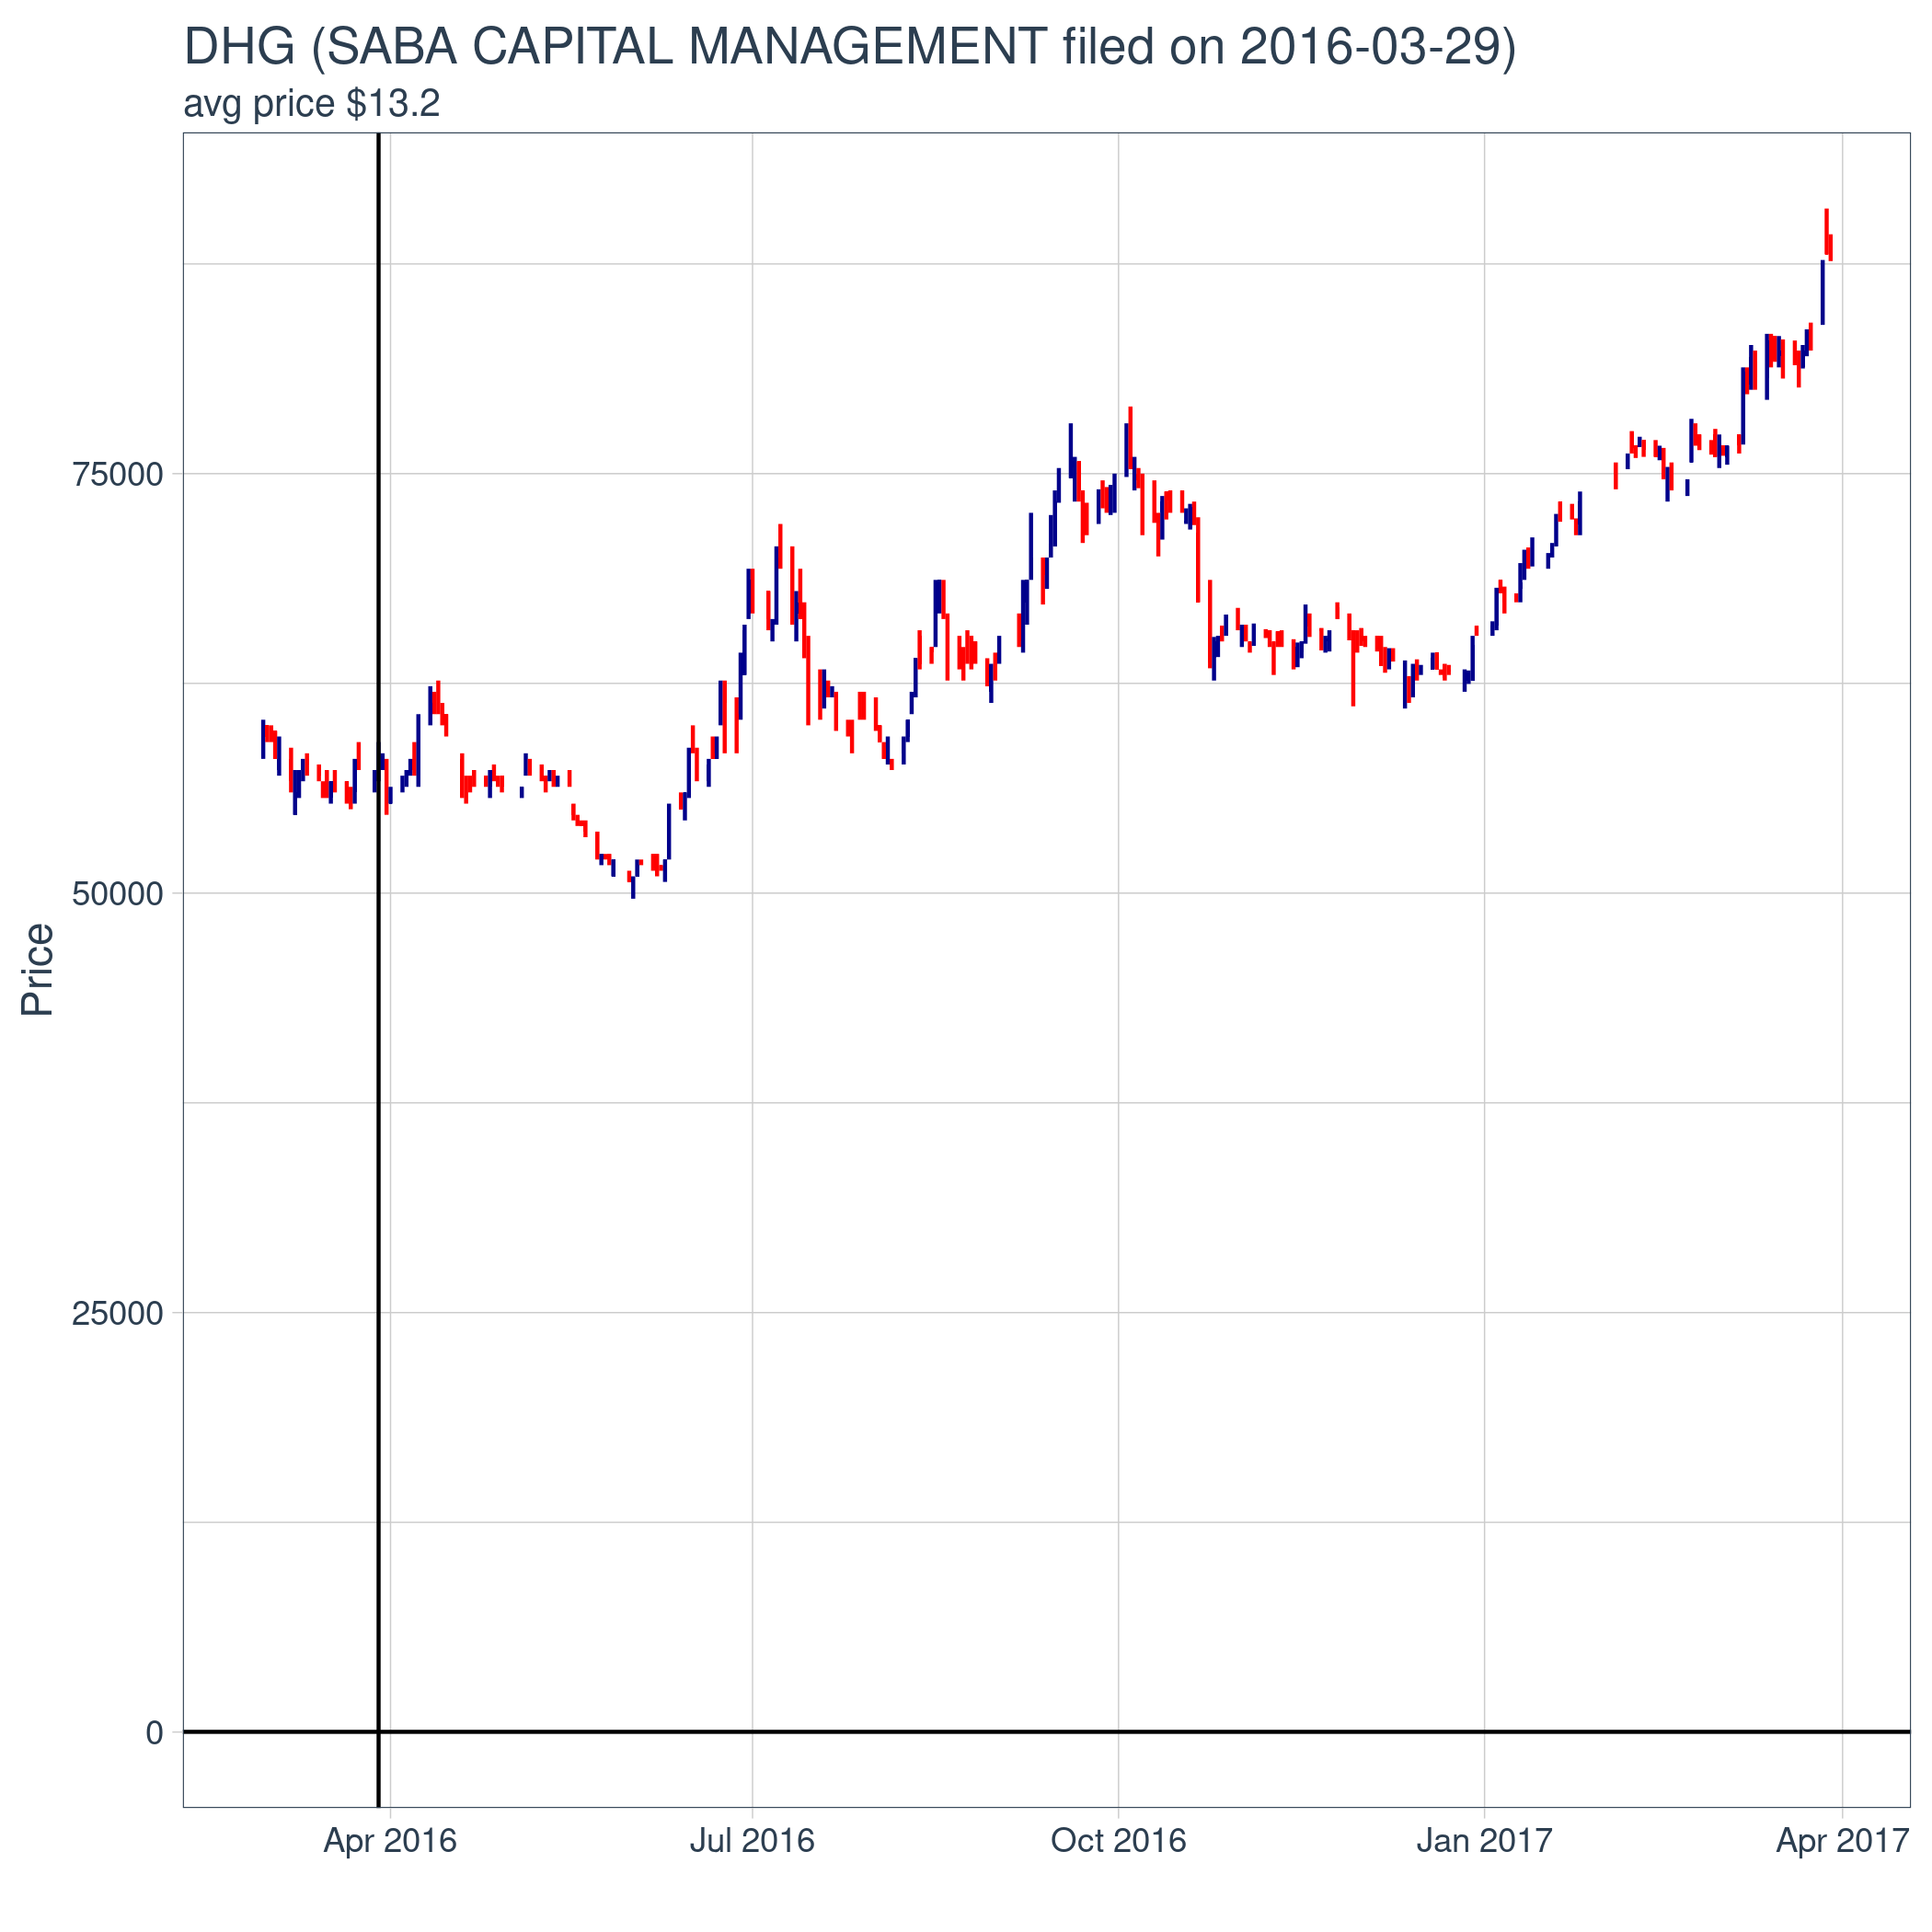 DHG (SABA CAPITAL MANAGEMENT filed on 2016-03-29)
avg price $13.2
75000
50000
25000
0
Price
Apr 2016
Jul 2016
Oct 2016
Jan 2017
Apr 2017